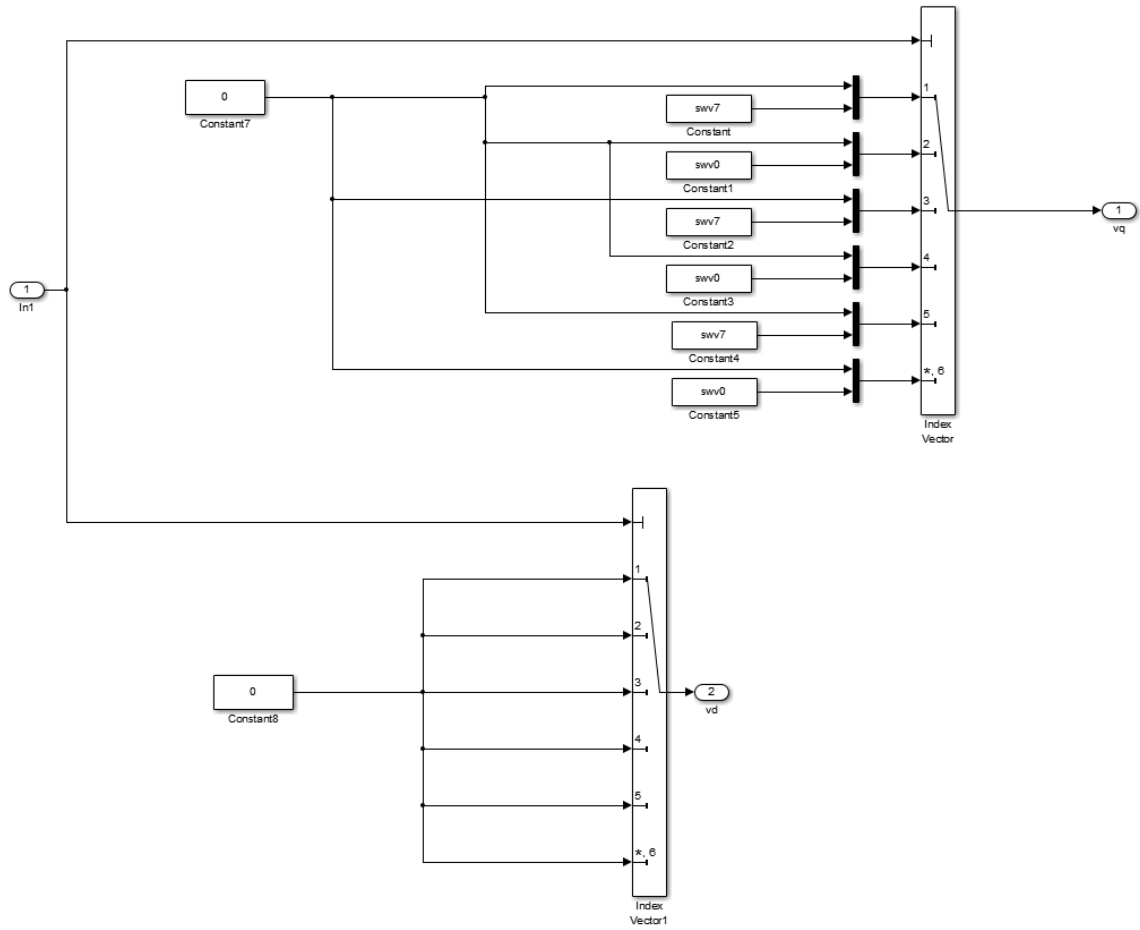 0
Constant7
1
swv7
Constant
2
swv0
Constant1
3
swv7
Constant2
1
vq
4
swv0
Constant3
1
In1
5
swv7
Constant4
*, 6
swv0
Constant5
Index
Vector
1
2
0
Constant8
3
2
vd
4
5
*, 6
Index
Vector1